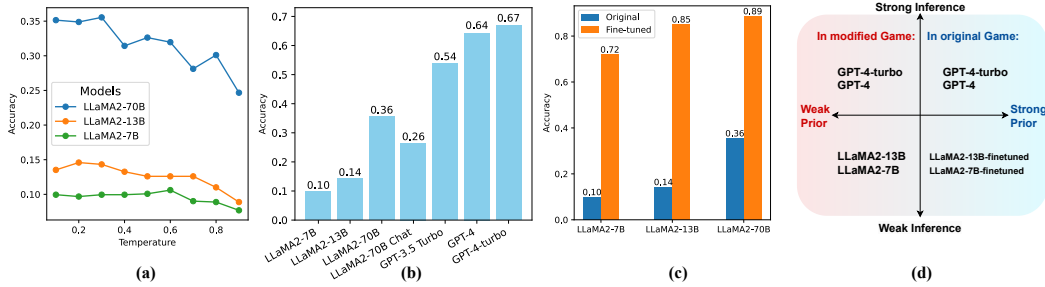 0.35
0.30
0.25
0.15
0.10
Accuracy
Models
LLaMA2-70B
LLaMA2-13B
LLaMA2-7B
0.2
0.4
0.6
0.8
Temperature
(a)
0.7
0.6
0.5
0.4
0.3
0.2
0.1
0.0
Accuracy
0.10
0.14
0.36
0.26
0.54
0.64
0.67
LLaMA2-7B
LLaMA2-13B
LLaMA2-70B
LLaMA2-70B Chat
GPT-3.5 Turbo
GPT-4
GPT-4-turbo
(b)
0.8
0.6
0.4
0.2
0.0
Accuracy
Original
Fine-tuned
0.10
0.72
0.14
0.85
0.36
0.89
LLaMA2-7B
LLaMA2-13B
LLaMA2-70B
(c)
Strong Inference
In modified Game:
In original Game:
GPT-4-turbo
GPT-4
GPT-4-turbo
GPT-4
Weak
Prior
Strong
Prior
LLaMA2-13B
LLaMA2-7B
LLaMA2-13B-finetuned
LLaMA2-7B-finetuned
Weak Inference
(d)